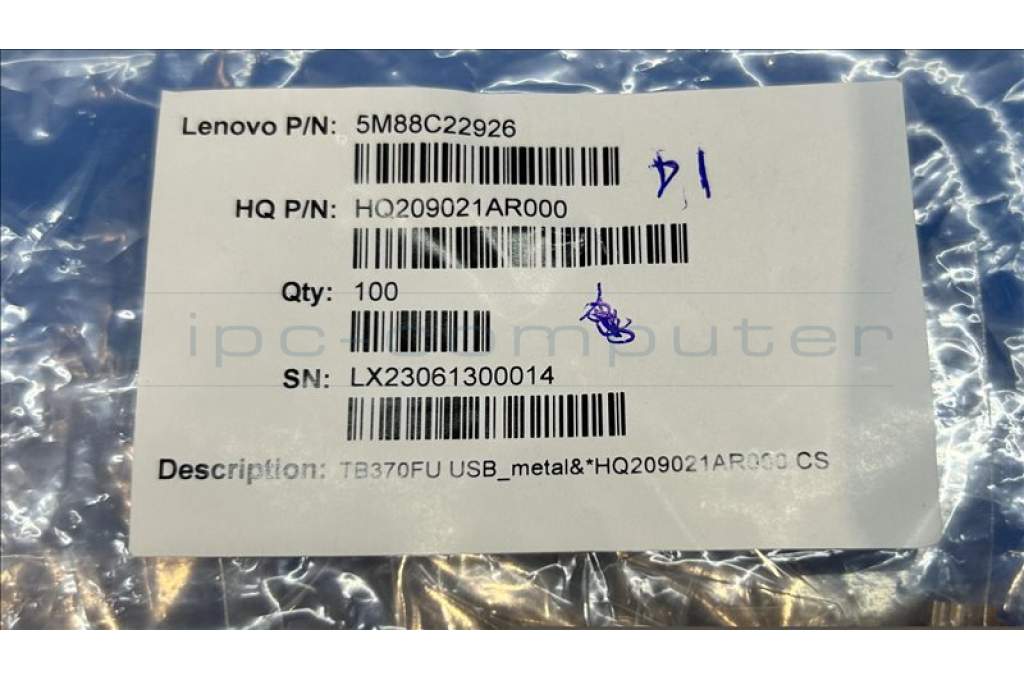 Lenovo P/N: 5M88C22926
D1
HQ P/N: HQ209021AR000
Qty: 100
ipc-computer
SN: LX23061300014
Description: TB370FU USB_metal&*HQ209021AR000 CS